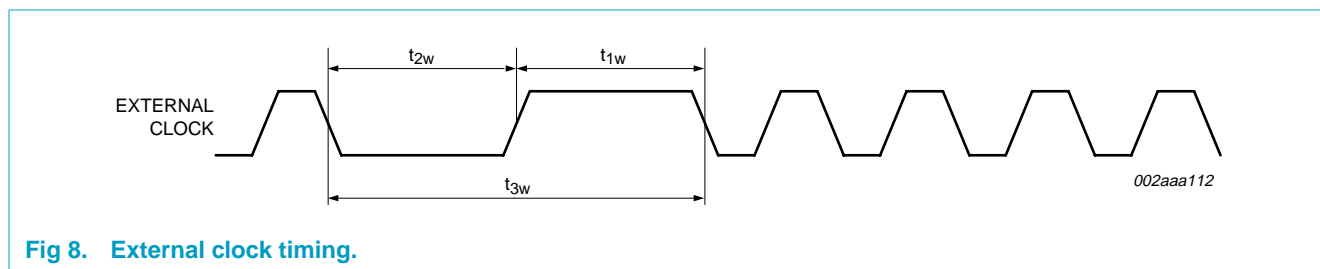 t2w
t1w
EXTERNAL
CLOCK
t3w
002aaa112
Fig 8. External clock timing.